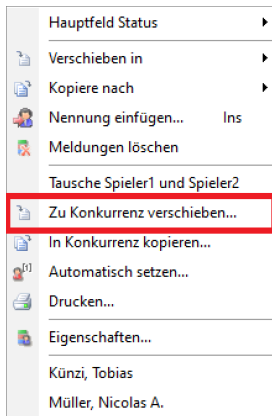 Hauptfeld Status
Verschieben in
Kopiere nach
Nennung einfügen... Ins
Meldungen löschen
Tausche Spieler1 und Spieler2
Zu Konkurrenz verschieben...
In Konkurrenz kopieren...
Automatisch setzen...
Drucken...
Eigenschaften...
Künzi, Tobias
Müller, Nicolas A.